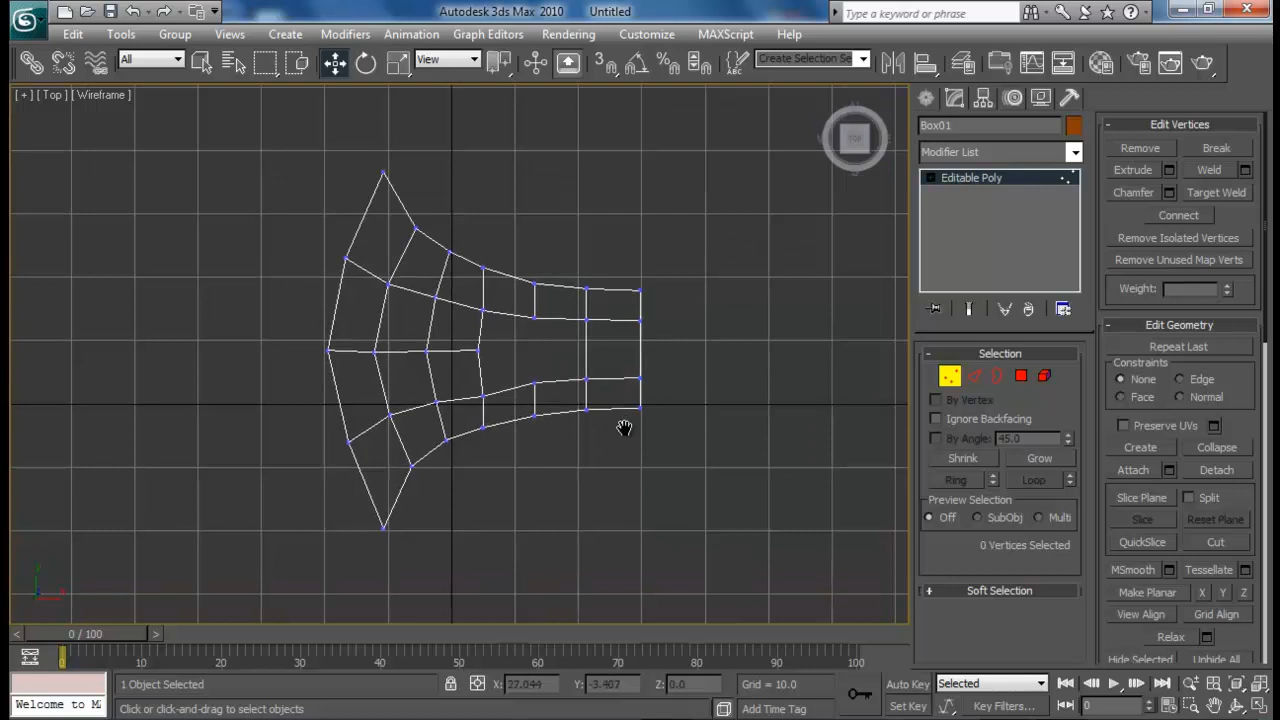 Autodesk 3ds Max 2010 Untitled
Type a keyword or phrase
Edit Tools Group Views Create Modifiers Animation Graph Editors Rendering Customize MAXScript Help
All View Create Selection Se
[ + ] [ Top ] [ Wireframe ]
TOP
Box01
Modifier List
Editable Poly
Selection
By Vertex
Ignore Backfacing
By Angle: 45.0
Shrink Grow
Ring Loop
Preview Selection
Off SubObj Multi
0 Vertices Selected
Soft Selection
Edit Vertices
Remove Break
Extrude Weld
Chamfer Target Weld
Connect
Remove Isolated Vertices
Remove Unused Map Verts
Weight:
Edit Geometry
Repeat Last
Constraints
None Edge
Face Normal
Preserve UVs
Create Collapse
Attach Detach
Slice Plane Split
Slice Reset Plane
QuickSlice Cut
MSmooth Tessellate
Make Planar X Y Z
View Align Grid Align
Relax
Hide Selected Unhide All
0 / 100
0 10 20 30 40 50 60 70 80 90 100
1 Object Selected X: 27.044 Y: -3.407 Z: 0.0 Grid = 10.0 Auto Key Selected
Welcome to MA Click or click-and-drag to select objects Add Time Tag Set Key Key Filters... 0